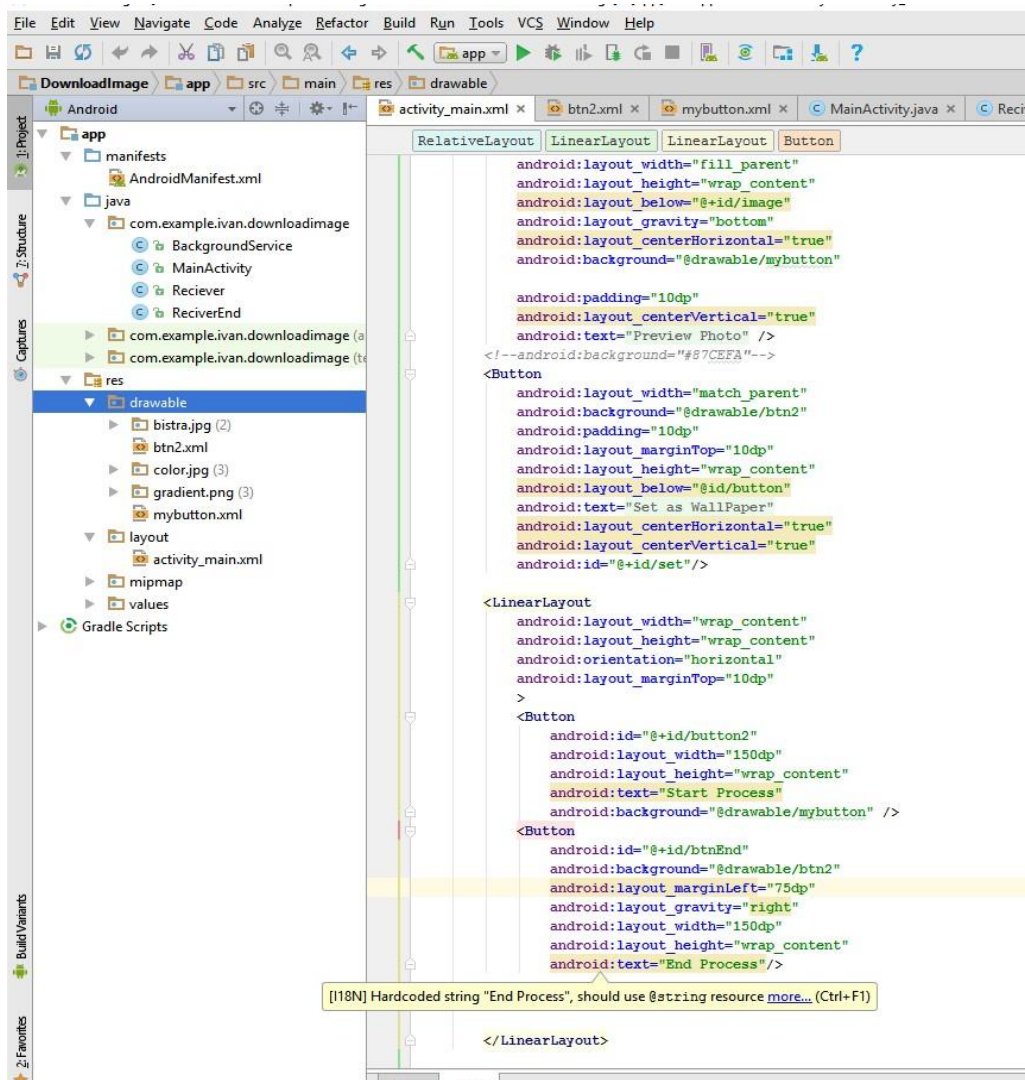 File Edit View Navigate Code Analyze Refactor Build Run Tools VCS Window Help
app
DownloadImage app src main res drawable
1: Project
7: Structure
Captures
Build Variants
2: Favorites
Android
app
manifests
AndroidManifest.xml
java
com.example.ivan.downloadimage
BackgroundService
MainActivity
Reciever
ReciverEnd
com.example.ivan.downloadimage (a
com.example.ivan.downloadimage (te
res
drawable
bistra.jpg (2)
btn2.xml
color.jpg (3)
gradient.png (3)
mybutton.xml
layout
activity_main.xml
mipmap
values
Gradle Scripts
activity_main.xml btn2.xml mybutton.xml MainActivity.java Reci
RelativeLayout LinearLayout LinearLayout Button
android:layout_width="fill_parent"
android:layout_height="wrap_content"
android:layout_below="@+id/image"
android:layout_gravity="bottom"
android:layout_centerHorizontal="true"
android:background="@drawable/mybutton"
android:padding="10dp"
android:layout_centerVertical="true"
android:text="Preview Photo" />
<!--android:background="#87CEFA"-->
<Button
android:layout_width="match_parent"
android:background="@drawable/btn2"
android:padding="10dp"
android:layout_marginTop="10dp"
android:layout_height="wrap_content"
android:layout_below="@id/button"
android:text="Set as WallPaper"
android:layout_centerHorizontal="true"
android:layout_centerVertical="true"
android:id="@+id/set"/>
<LinearLayout
android:layout_width="wrap_content"
android:layout_height="wrap_content"
android:orientation="horizontal"
android:layout_marginTop="10dp"
>
<Button
android:id="@+id/button2"
android:layout_width="150dp"
android:layout_height="wrap_content"
android:text="Start Process"
android:background="@drawable/mybutton" />
<Button
android:id="@+id/btnEnd"
android:background="@drawable/btn2"
android:layout_marginLeft="75dp"
android:layout_gravity="right"
android:layout_width="150dp"
android:layout_height="wrap_content"
android:text="End Process"/>
[I18N] Hardcoded string "End Process", should use @string resource more... (Ctrl+F1)
</LinearLayout>